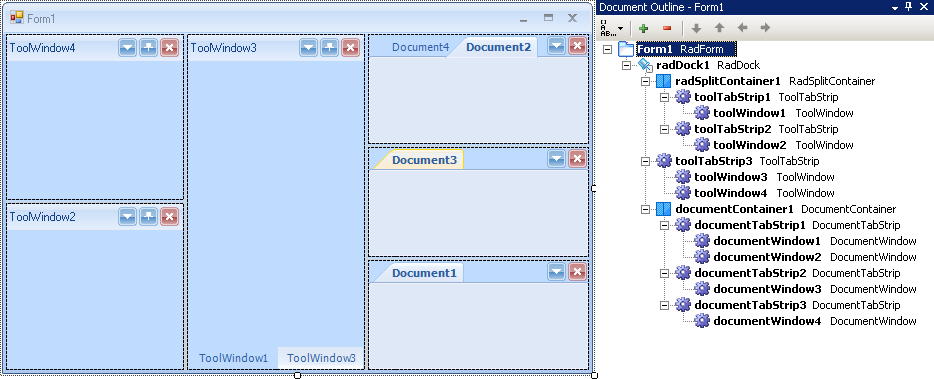 Form1
ToolWindow4
ToolWindow3
Document4 Document2
Document3
ToolWindow2
Document1
ToolWindow1 ToolWindow3
Document Outline - Form1
Form1 RadForm
radDock1 RadDock
radSplitContainer1 RadSplitContainer
toolTabStrip1 ToolTabStrip
toolWindow1 ToolWindow
toolTabStrip2 ToolTabStrip
toolWindow2 ToolWindow
toolTabStrip3 ToolTabStrip
toolWindow3 ToolWindow
toolWindow4 ToolWindow
documentContainer1 DocumentContainer
documentTabStrip1 DocumentTabStrip
documentWindow1 DocumentWindow
documentWindow2 DocumentWindow
documentTabStrip2 DocumentTabStrip
documentWindow3 DocumentWindow
documentTabStrip3 DocumentTabStrip
documentWindow4 DocumentWindow